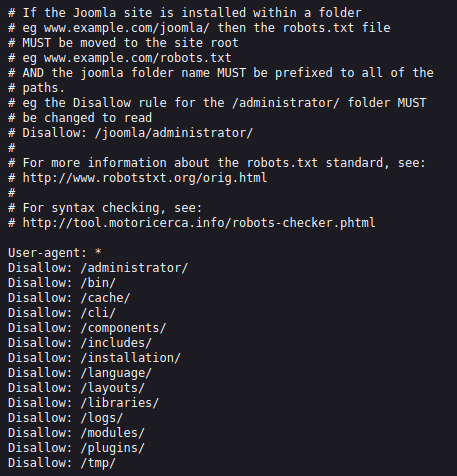 # If the Joomla site is installed within a folder
# eg www.example.com/joomla/ then the robots.txt file
# MUST be moved to the site root
# eg www.example.com/robots.txt
# AND the joomla folder name MUST be prefixed to all of the
# paths.
# eg the Disallow rule for the /administrator/ folder MUST
# be changed to read
# Disallow: /joomla/administrator/
#
# For more information about the robots.txt standard, see:
# http://www.robotstxt.org/orig.html
#
# For syntax checking, see:
# http://tool.motoricerca.info/robots-checker.phtml

User-agent: *
Disallow: /administrator/
Disallow: /bin/
Disallow: /cache/
Disallow: /cli/
Disallow: /components/
Disallow: /includes/
Disallow: /installation/
Disallow: /language/
Disallow: /layouts/
Disallow: /libraries/
Disallow: /logs/
Disallow: /modules/
Disallow: /plugins/
Disallow: /tmp/